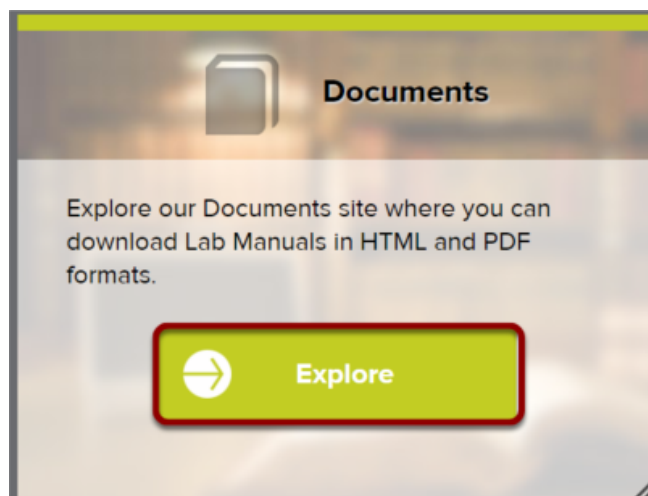 Documents
Explore our Documents site where you can
download Lab Manuals in HTML and PDF
formats.
Explore